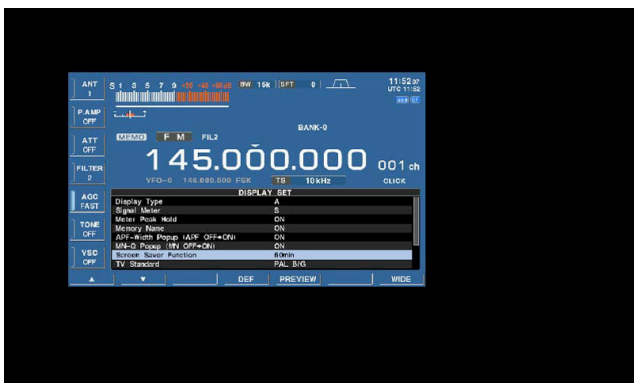 ANT
1
P.AMP
OFF
ATT
OFF
FILTER
2
AGC
FAST
TONE
OFF
VSC
OFF
S 1 3 5 7 9 +20 +40 +60dB
BW 15k SFT 0
11:52
UTC 11:52
MEMO FM FIL2
BANK-0
145.000.000 001 ch
VFO-0 145.000.000 FSK TS 10kHz CLICK
DISPLAY SET
Display Type A
Signal Meter S
Meter Peak Hold ON
Memory Name ON
APF-Width Popup (APF OFF→ON) ON
MN-Q Popup (MN OFF→ON) ON
Screen Saver Function 60min
TV Standard PAL B/G
▲ ▼ DEF PREVIEW WIDE